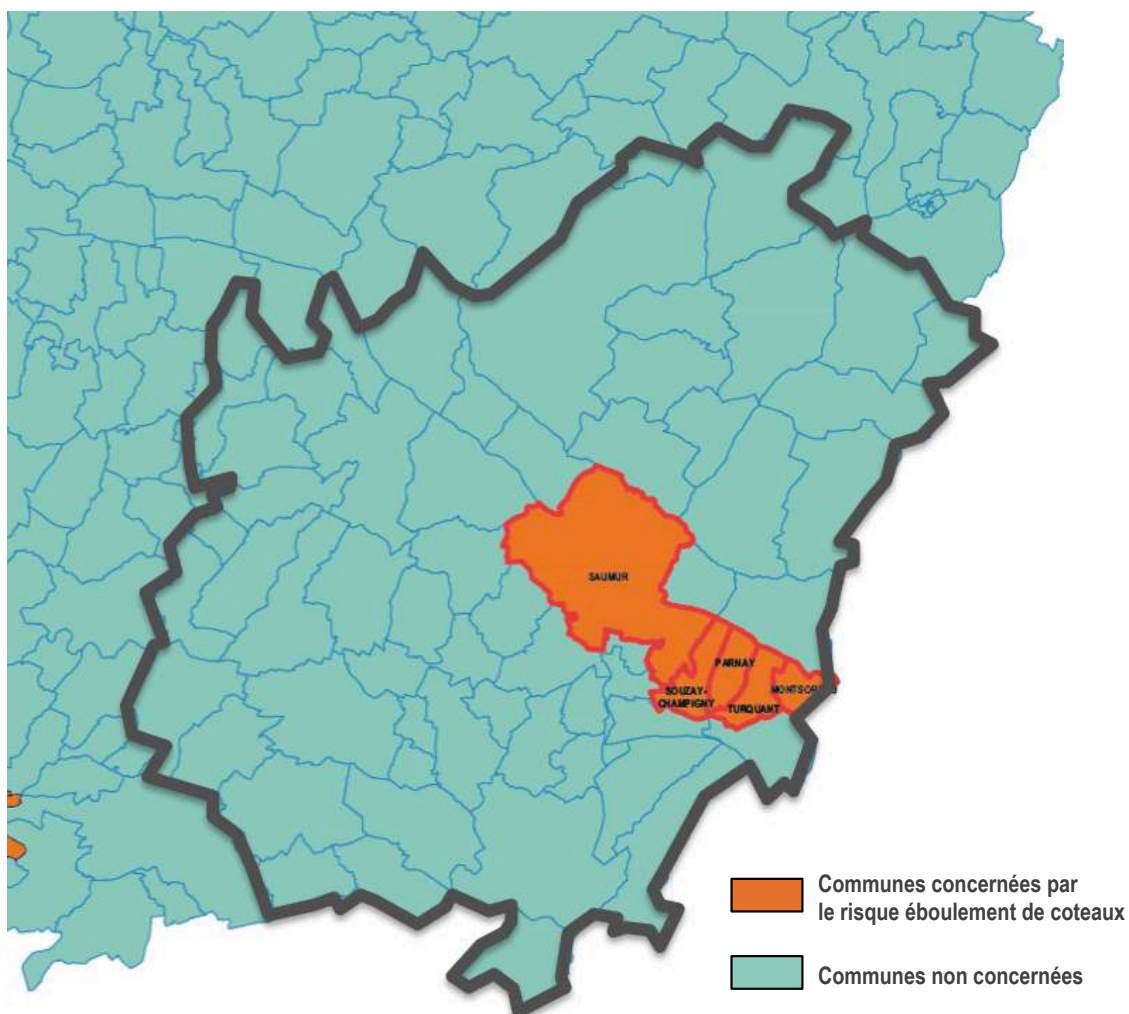 SAUMUR
PARNAY
SOUZAY-
CHAMPIGNY
TURQUANT
Communes concernées par
le risque éboulement de coteaux
Communes non concernées